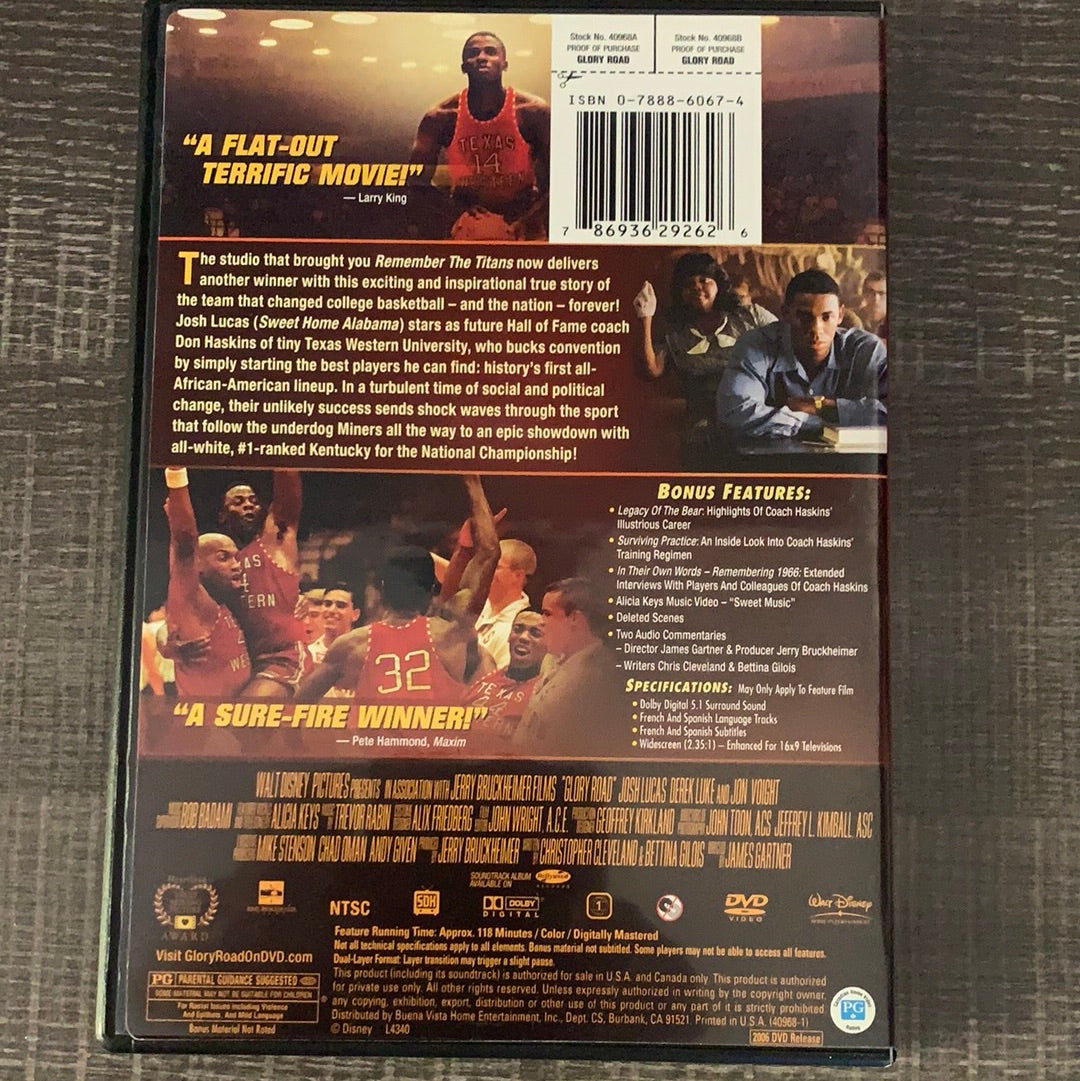 Stock No. 40968A
PROOF OF PURCHASE
GLORY ROAD
Stock No. 40968B
PROOF OF PURCHASE
GLORY ROAD
ISBN 0-7888-6067-4
7 86936 29262 6
TEXAS
14
"A FLAT-OUT
TERRIFIC MOVIE!"
— Larry King
The studio that brought you Remember The Titans now delivers
another winner with this exciting and inspirational true story of
the team that changed college basketball – and the nation – forever!
Josh Lucas (Sweet Home Alabama) stars as future Hall of Fame coach
Don Haskins of tiny Texas Western University, who bucks convention
by simply starting the best players he can find: history's first all-
African-American lineup. In a turbulent time of social and political
change, their unlikely success sends shock waves through the sport
that follow the underdog Miners all the way to an epic showdown with
all-white, #1-ranked Kentucky for the National Championship!
BONUS FEATURES:
• Legacy Of The Bear: Highlights Of Coach Haskins'
Illustrious Career
• Surviving Practice: An Inside Look Into Coach Haskins'
Training Regimen
• In Their Own Words – Remembering 1966: Extended
Interviews With Players And Colleagues Of Coach Haskins
• Alicia Keys Music Video – "Sweet Music"
• Deleted Scenes
• Two Audio Commentaries
– Director James Gartner & Producer Jerry Bruckheimer
– Writers Chris Cleveland & Bettina Gilois
SPECIFICATIONS: May Only Apply To Feature Film
• Dolby Digital 5.1 Surround Sound
• French And Spanish Language Tracks
• French And Spanish Subtitles
• Widescreen (2.35:1) – Enhanced For 16x9 Televisions
32
TEXAS
"A SURE-FIRE WINNER!"
— Pete Hammond, Maxim
WALT DISNEY PICTURES PRESENTS IN ASSOCIATION WITH JERRY BRUCKHEIMER FILMS "GLORY ROAD" JOSH LUCAS DEREK LUKE AND JON VOIGHT
BOB BADAMI ALICIA KEYS TREVOR RABIN ALIX FRIEDBERG JOHN WRIGHT, A.C.E. GEOFFREY KIRKLAND JOHN TOON, ACS JEFFREY L. KIMBALL, ASC
MIKE STENSON CHAD OMAN ANDY GIVEN JERRY BRUCKHEIMER CHRISTOPHER CLEVELAND & BETTINA GILOIS JAMES GARTNER
SOUNDTRACK ALBUM
AVAILABLE ON
Hollywood
RECORDS
Heartland
AWARD
NTSC
SDH
DOLBY
DIGITAL
1
DVD
VIDEO
WALT DISNEY
Visit GloryRoadOnDVD.com
Feature Running Time: Approx. 118 Minutes / Color / Digitally Mastered
Not all technical specifications apply to all elements. Bonus material not subtitled. Some players may not be able to access all features.
Dual-Layer Format: Layer transition may trigger a slight pause.
This product (including its soundtrack) is authorized for sale in U.S.A. and Canada only. This product is authorized
for private use only. All other rights reserved. Unless expressly authorized in writing by the copyright owner,
any copying, exhibition, export, distribution or other use of this product or any part of it is strictly prohibited.
Distributed by Buena Vista Home Entertainment, Inc., Dept. CS, Burbank, CA 91521. Printed in U.S.A. (40968-1)
© Disney L4340
2006 DVD Release
PG PARENTAL GUIDANCE SUGGESTED
SOME MATERIAL MAY NOT BE SUITABLE FOR CHILDREN
For Racial Issues Including Violence
And Epithets, And Mild Language
Bonus Material Not Rated
PG